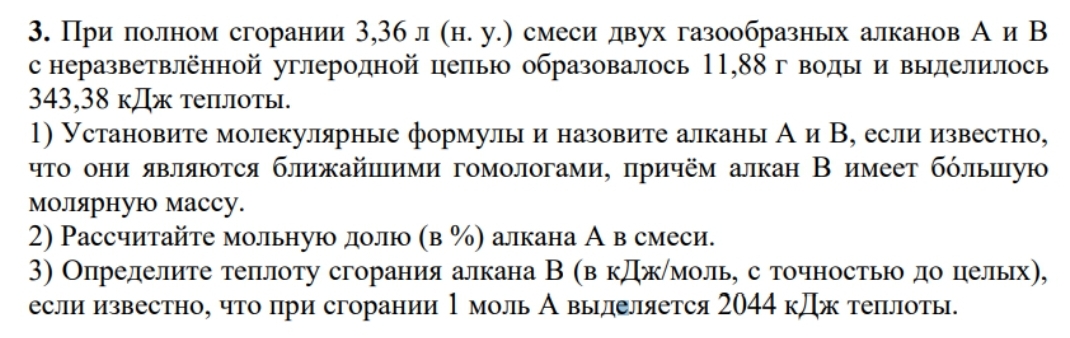 3. При полном сгорании 3,36 л (н. у.) смеси двух газообразных алканов А и В
с неразветвлённой углеродной цепью образовалось 11,88 г воды и выделилось
343,38 кДж теплоты.
1) Установите молекулярные формулы и назовите алканы А и В, если известно,
что они являются ближайшими гомологами, причём алкан В имеет бо́льшую
молярную массу.
2) Рассчитайте мольную долю (в %) алкана А в смеси.
3) Определите теплоту сгорания алкана В (в кДж/моль, с точностью до целых),
если известно, что при сгорании 1 моль А выделяется 2044 кДж теплоты.